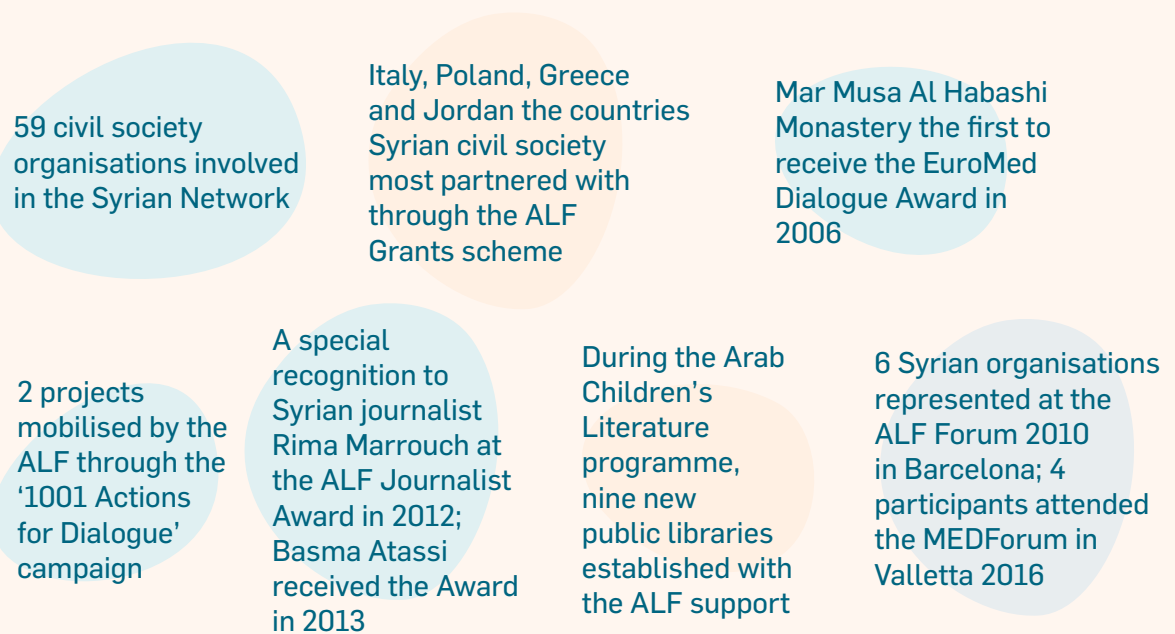 59 civil society
organisations involved
in the Syrian Network
Italy, Poland, Greece
and Jordan the countries
Syrian civil society
most partnered with
through the ALF
Grants scheme
Mar Musa Al Habashi
Monastery the first to
receive the EuroMed
Dialogue Award in
2006
2 projects
mobilised by the
ALF through the
‘1001 Actions
for Dialogue’
campaign
A special
recognition to
Syrian journalist
Rima Marrouch at
the ALF Journalist
Award in 2012;
Basma Atassi
received the Award
in 2013
During the Arab
Children’s
Literature
programme,
nine new
public libraries
established with
the ALF support
6 Syrian organisations
represented at the
ALF Forum 2010
in Barcelona; 4
participants attended
the MEDForum in
Valletta 2016